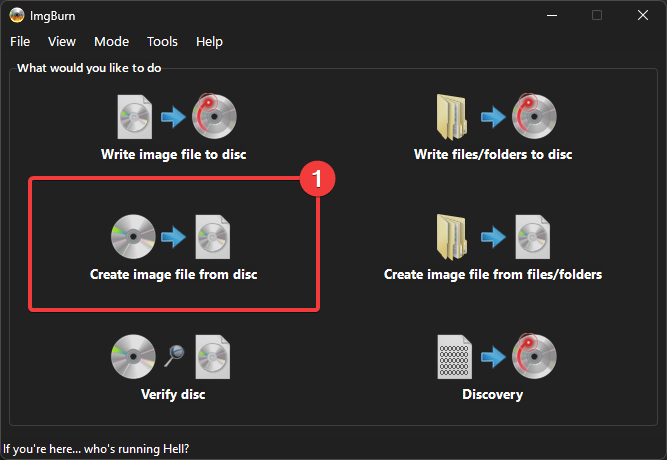 ImgBurn
File View Mode Tools Help
What would you like to do
Write image file to disc
Write files/folders to disc
1
Create image file from disc
Create image file from files/folders
Verify disc
Discovery
If you're here... who's running Hell?